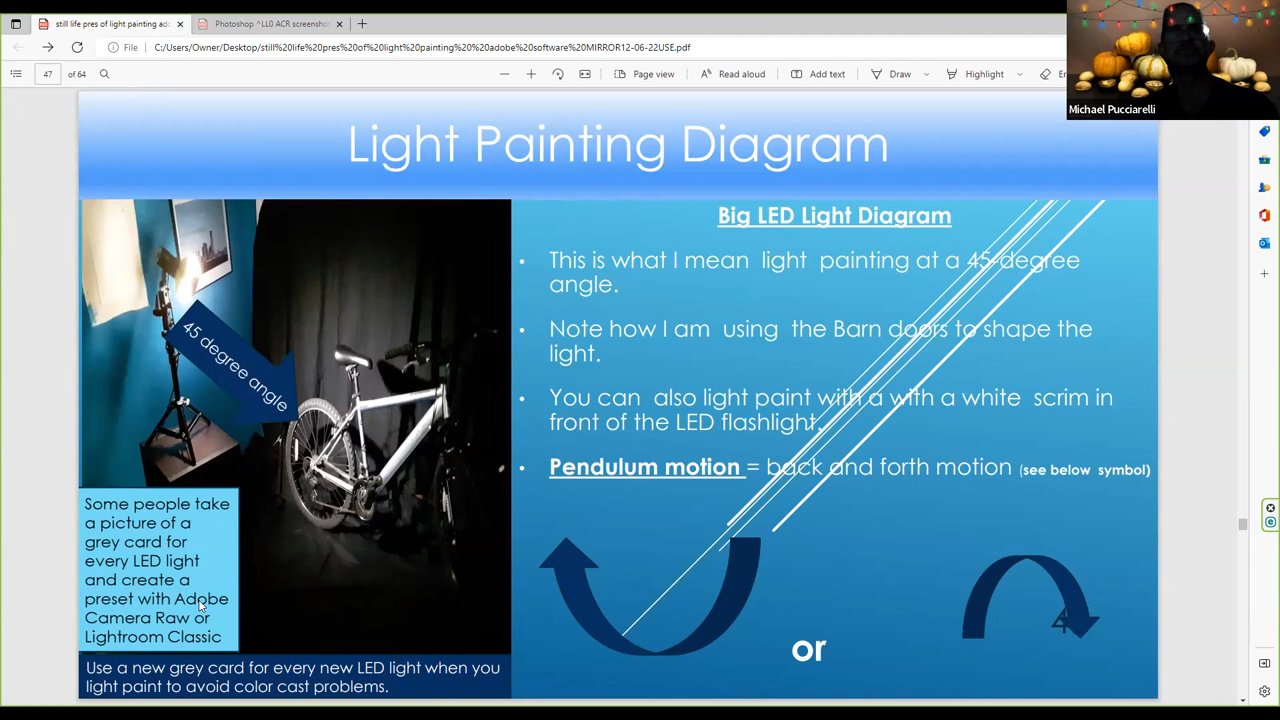 still life pres of light painting ado
Photoshop ^LL0 ACR screenshot
File
C:/Users/Owner/Desktop/still%20life%20pres%20of%20light%20painting%20%20adobe%20software%20MIRROR12-06-22USE.pdf
47 of 64
Page view
Read aloud
Add text
Draw
Highlight
Michael Pucciarelli
Light Painting Diagram
45 degree angle
Some people take
a picture of a
grey card for
every LED light
and create a
preset with Adobe
Camera Raw or
Lightroom Classic
Use a new grey card for every new LED light when you
light paint to avoid color cast problems.
Big LED Light Diagram
• This is what I mean light painting at a 45-degree
angle.
• Note how I am using the Barn doors to shape the
light.
• You can also light paint with a with a white scrim in
front of the LED flashlight.
• Pendulum motion = back and forth motion (see below symbol)
or